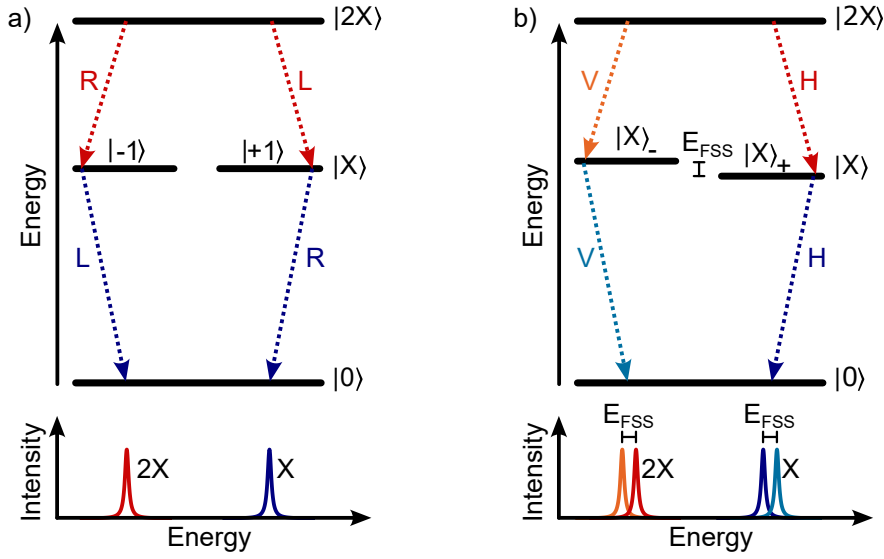 a)
|2X⟩
R
L
|-1⟩
|+1⟩
|X⟩
L
R
|0⟩
Energy
Intensity
2X
X
Energy
b)
|2X⟩
V
H
|X⟩-
E_FSS
|X⟩+
|X⟩
V
H
|0⟩
Energy
E_FSS
E_FSS
Intensity
2X
X
Energy